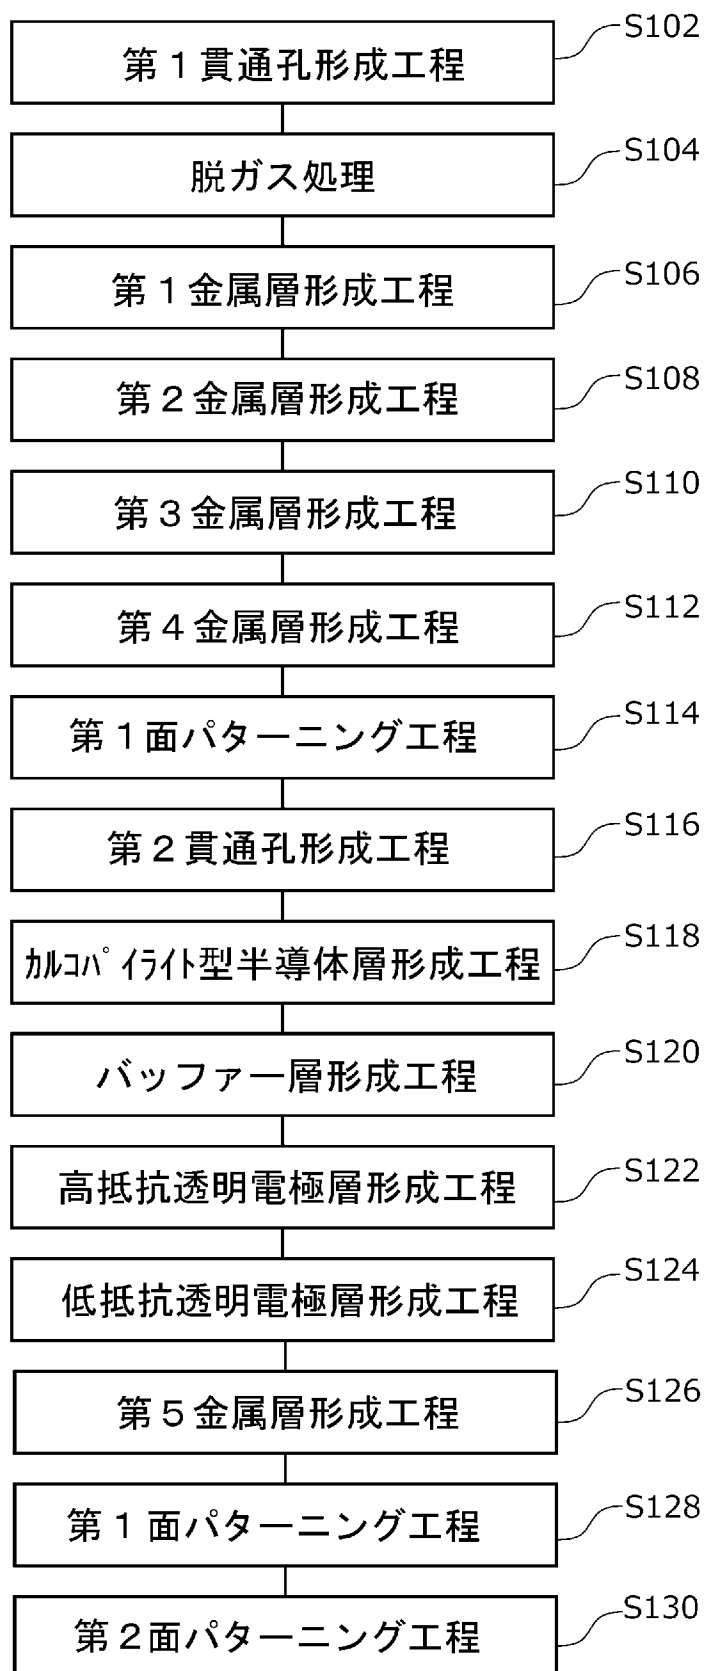 第１貫通孔形成工程 S102
脱ガス処理 S104
第１金属層形成工程 S106
第２金属層形成工程 S108
第３金属層形成工程 S110
第４金属層形成工程 S112
第１面パターニング工程 S114
第２貫通孔形成工程 S116
ｶﾙｺﾊﾟｲﾗｲﾄ型半導体層形成工程 S118
バッファー層形成工程 S120
高抵抗透明電極層形成工程 S122
低抵抗透明電極層形成工程 S124
第５金属層形成工程 S126
第１面パターニング工程 S128
第２面パターニング工程 S130